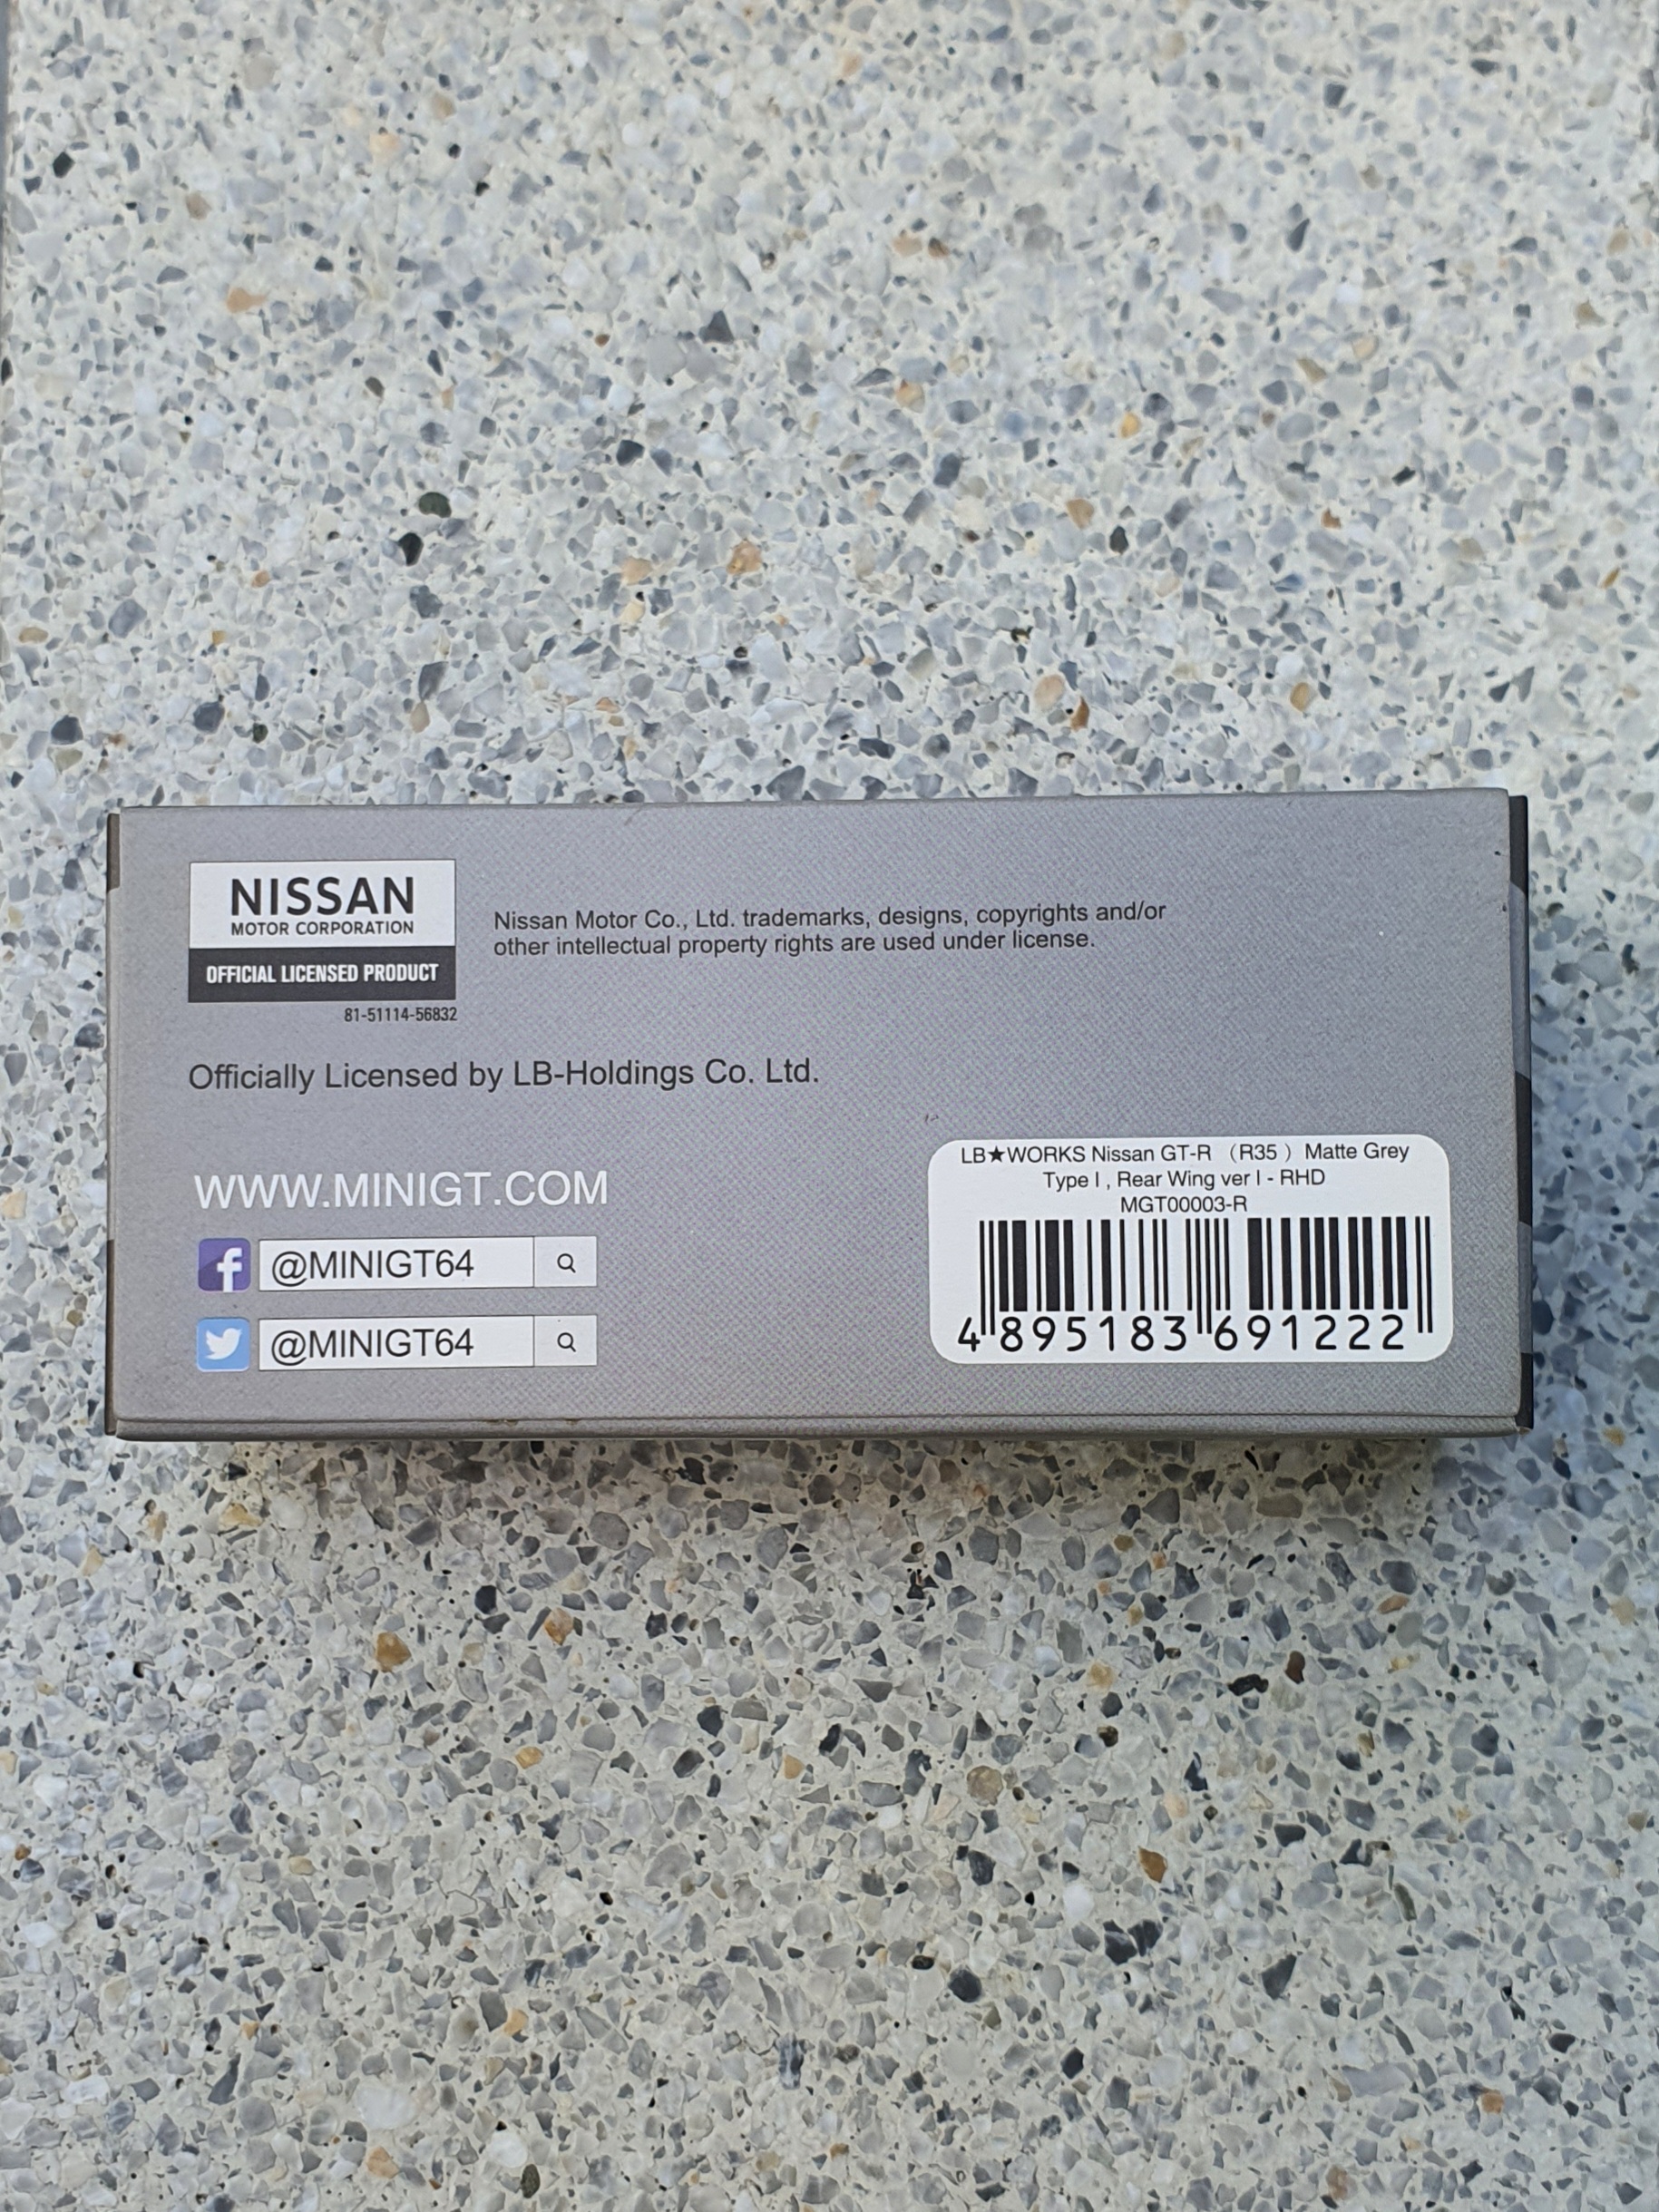 NISSAN
MOTOR CORPORATION
OFFICIAL LICENSED PRODUCT
81-51114-56832
Nissan Motor Co., Ltd. trademarks, designs, copyrights and/or
other intellectual property rights are used under license.
Officially Licensed by LB-Holdings Co. Ltd.
WWW.MINIGT.COM
@MINIGT64
@MINIGT64
LB★WORKS Nissan GT-R （R35 ）Matte Grey
Type I , Rear Wing ver I - RHD
MGT00003-R
4 895183 691222